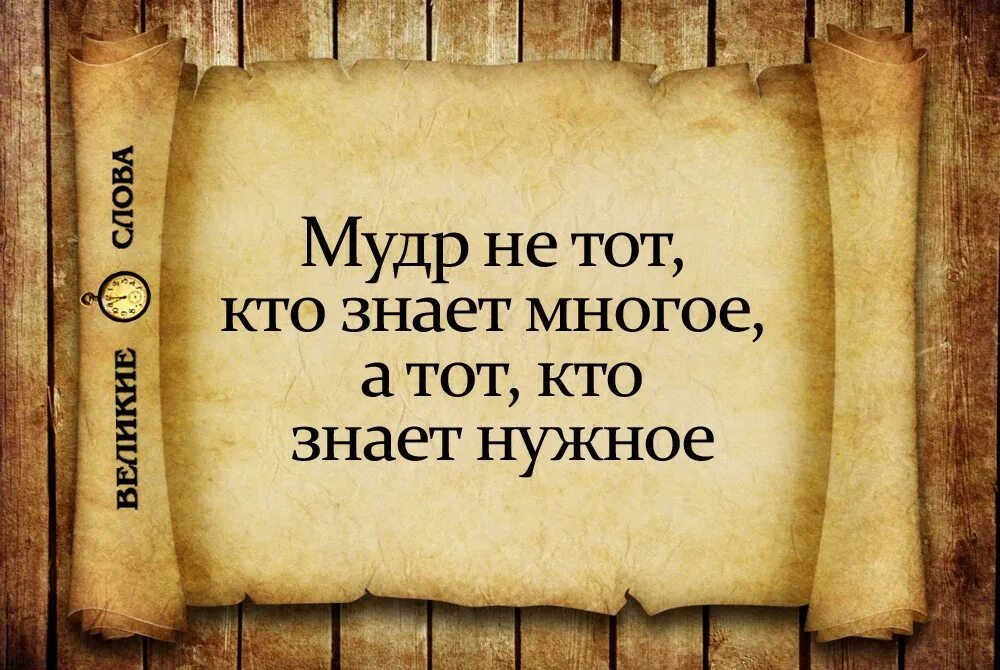 Мудр не тот,
кто знает многое,
а тот, кто
знает нужное
ВЕЛИКИЕ СЛОВА